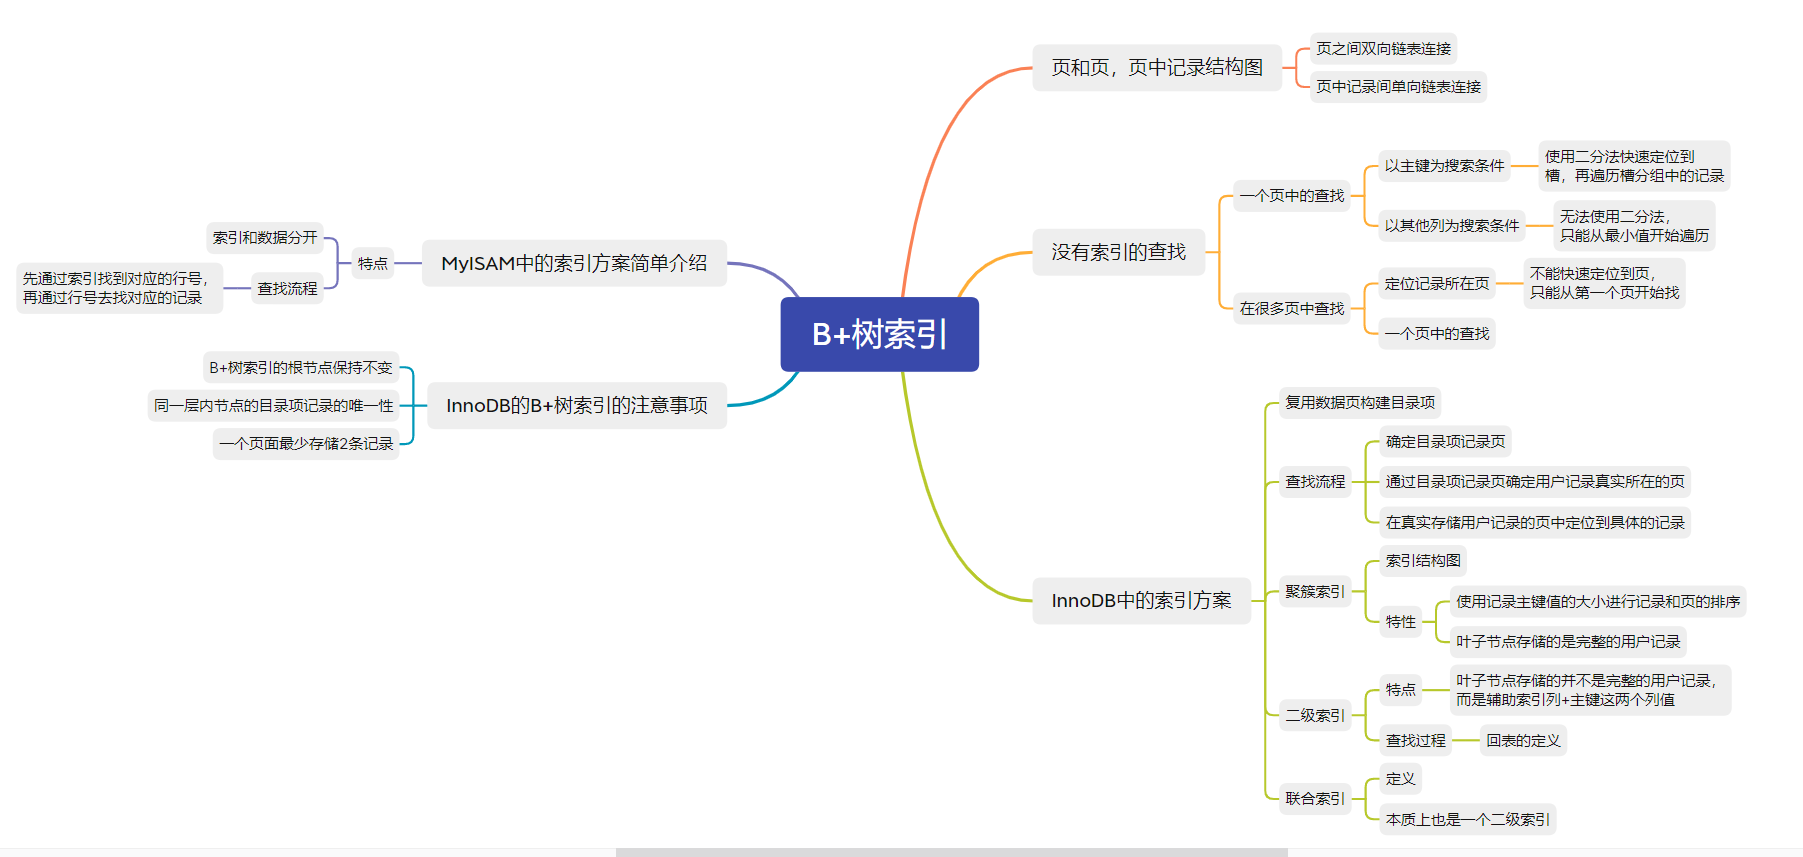 B+树索引
页和页，页中记录结构图
页之间双向链表连接
页中记录间单向链表连接
没有索引的查找
一个页中的查找
以主键为搜索条件
使用二分法快速定位到
槽，再遍历槽分组中的记录
以其他列为搜索条件
无法使用二分法，
只能从最小值开始遍历
在很多页中查找
定位记录所在页
不能快速定位到页，
只能从第一个页开始找
一个页中的查找
InnoDB中的索引方案
复用数据页构建目录项
查找流程
确定目录项记录页
通过目录项记录页确定用户记录真实所在的页
在真实存储用户记录的页中定位到具体的记录
聚簇索引
索引结构图
特性
使用记录主键值的大小进行记录和页的排序
叶子节点存储的是完整的用户记录
二级索引
特点
叶子节点存储的并不是完整的用户记录，
而是辅助索引列+主键这两个列值
查找过程
回表的定义
联合索引
定义
本质上也是一个二级索引
MyISAM中的索引方案简单介绍
特点
索引和数据分开
查找流程
先通过索引找到对应的行号，
再通过行号去找对应的记录
InnoDB的B+树索引的注意事项
B+树索引的根节点保持不变
同一层内节点的目录项记录的唯一性
一个页面最少存储2条记录